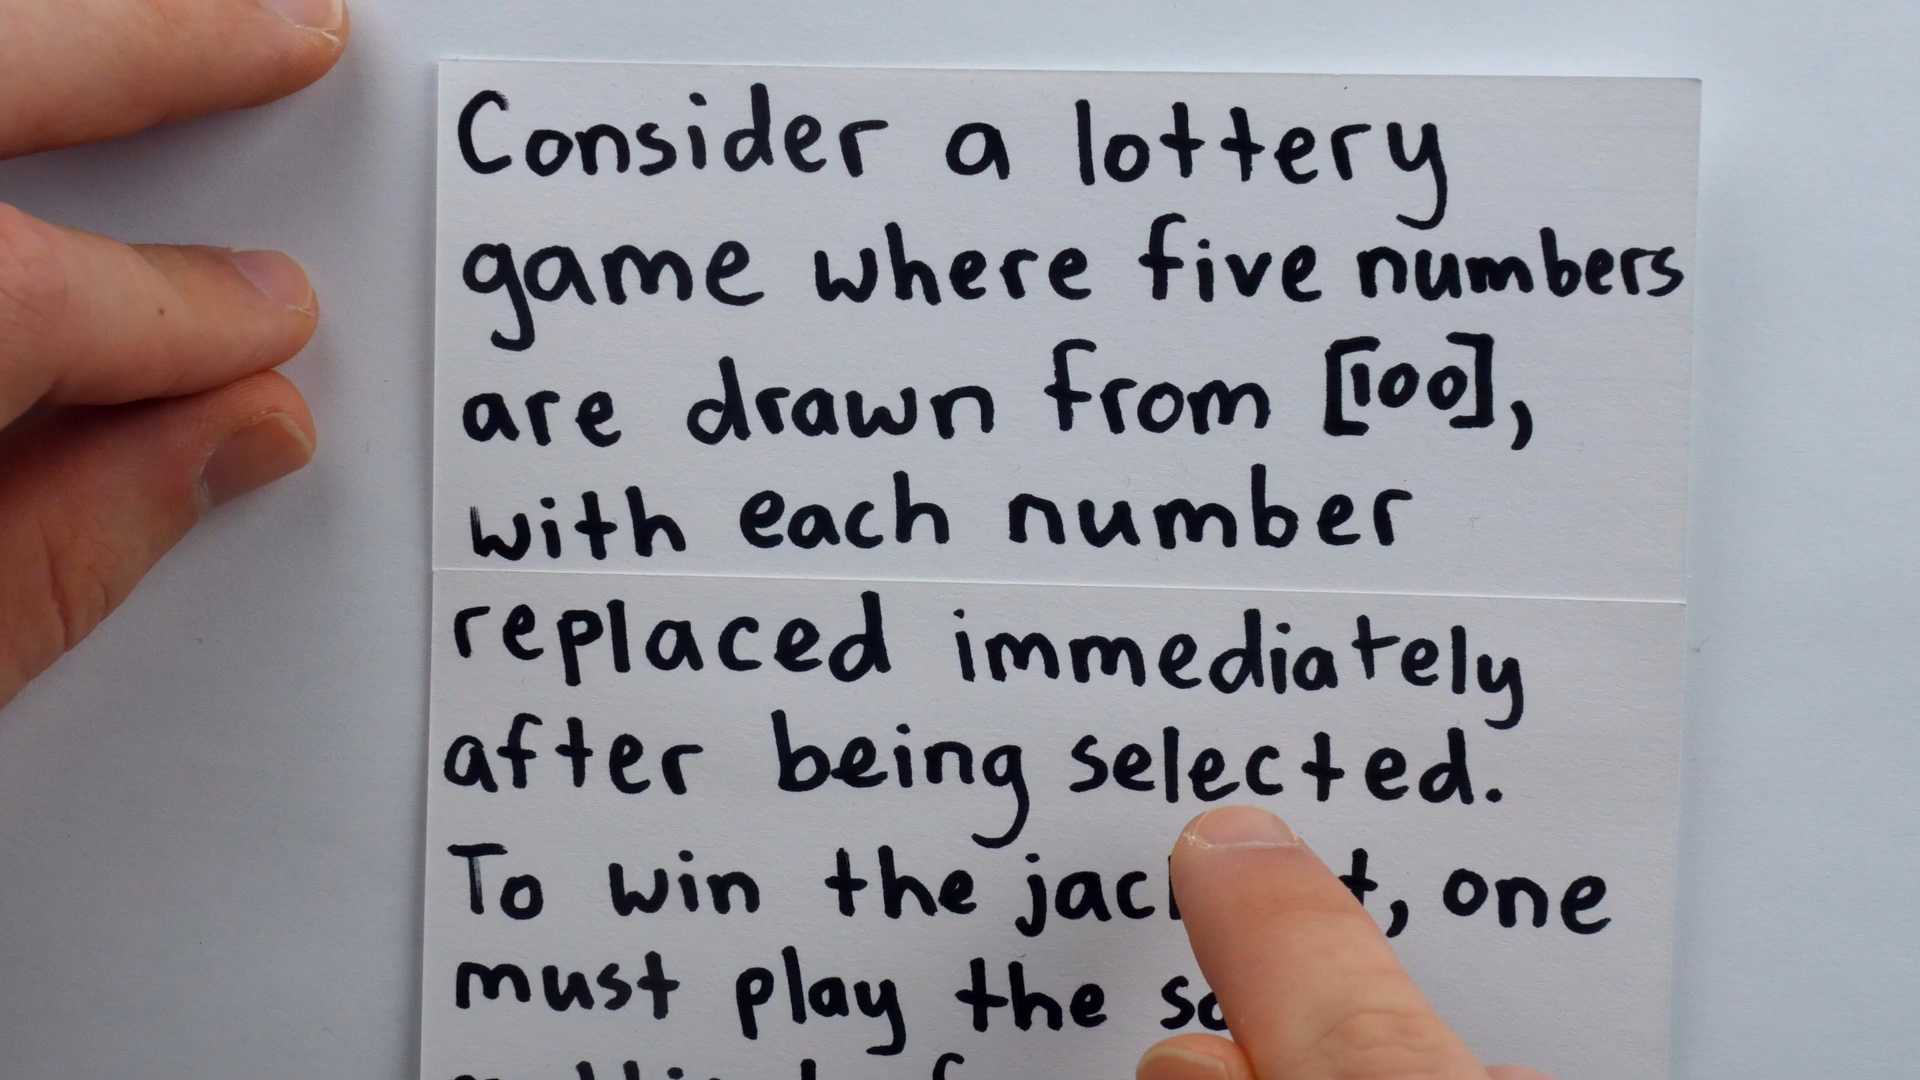 Consider a lottery
game where five numbers
are drawn from [100],
with each number
replaced immediately
after being selected.
To win the one
must play the